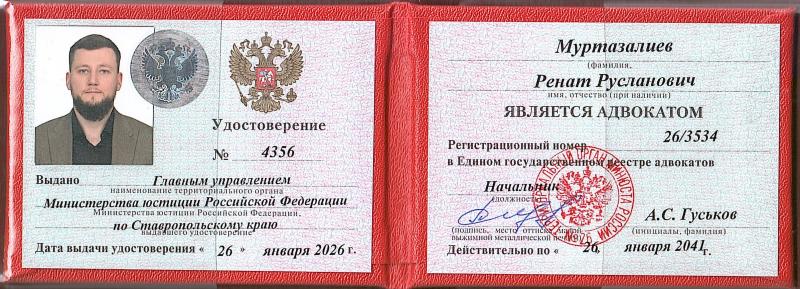 Удостоверение
№ 4356
Выдано Главным управлением
наименование территориального органа
Министерства юстиции Российской Федерации
Министерства юстиции Российской Федерации,
по Ставропольскому краю
выдавшего удостоверение
Дата выдачи удостоверения « 26 » января 2026 г.
Муртазалиев
(фамилия,
Ренат Русланович
имя, отчество (при наличии)
ЯВЛЯЕТСЯ АДВОКАТОМ
Регистрационный номер 26/3534
в Едином государственном реестре адвокатов
Начальник
(должность)
А.С. Гуськов
(подпись, место оттиска малой (инициалы, фамилия)
выжимной металлической печати)
Действительно по « 26 января 2041 г.